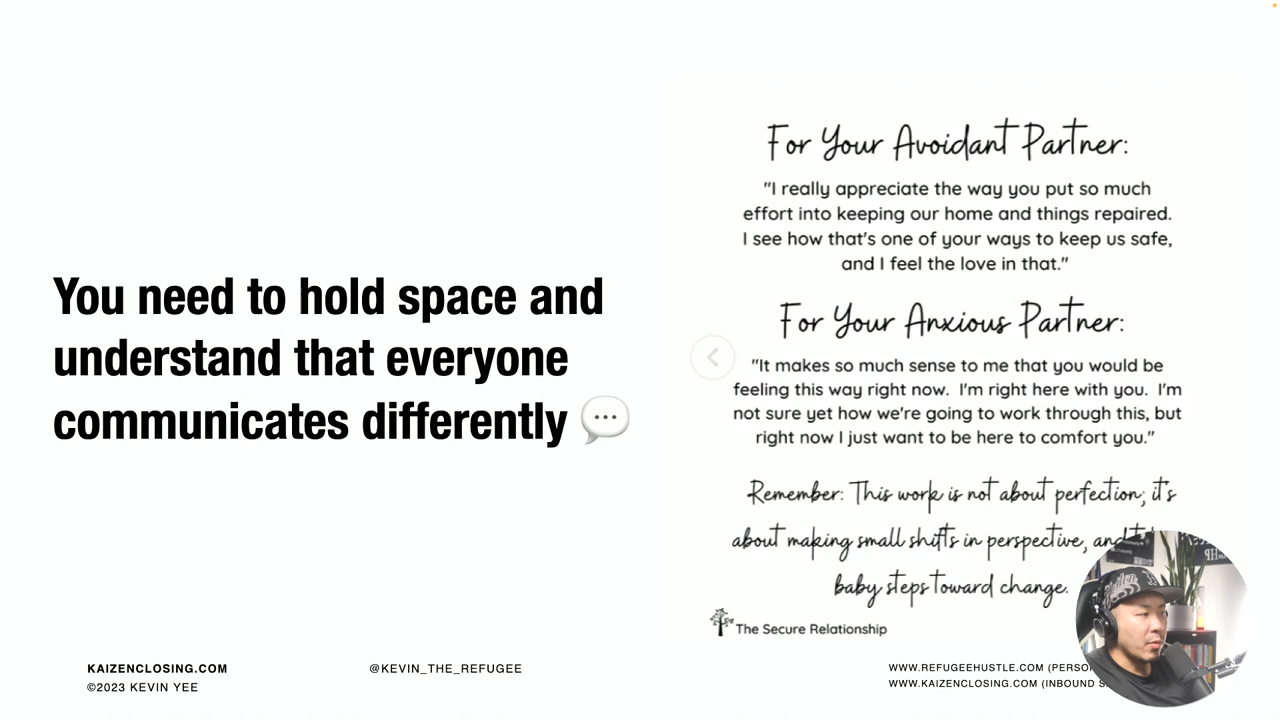 You need to hold space and
understand that everyone
communicates differently 💬
For Your Avoidant Partner:
"I really appreciate the way you put so much
effort into keeping our home and things repaired.
I see how that's one of your ways to keep us safe,
and I feel the love in that."
For Your Anxious Partner:
"It makes so much sense to me that you would be
feeling this way right now. I'm right here with you. I'm
not sure yet how we're going to work through this, but
right now I just want to be here to comfort you."
Remember: This work is not about perfection; it's
about making small shifts in perspective, and
baby steps toward change.
The Secure Relationship
KAIZENCLOSING.COM
©2023 KEVIN YEE
@KEVIN_THE_REFUGEE
WWW.REFUGEEHUSTLE.COM
WWW.KAIZENCLOSING.COM (INBOUND